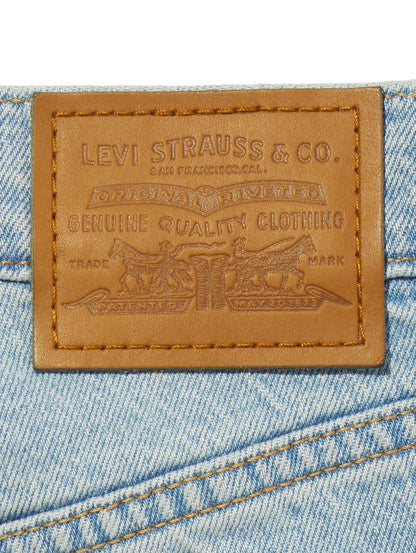 LEVI STRAUSS & CO.
SAN FRANCISCO, CAL.
ORIGINAL RIVETED
GENUINE QUALITY CLOTHING
TRADE MARK
PATENTED MAY 20 1873